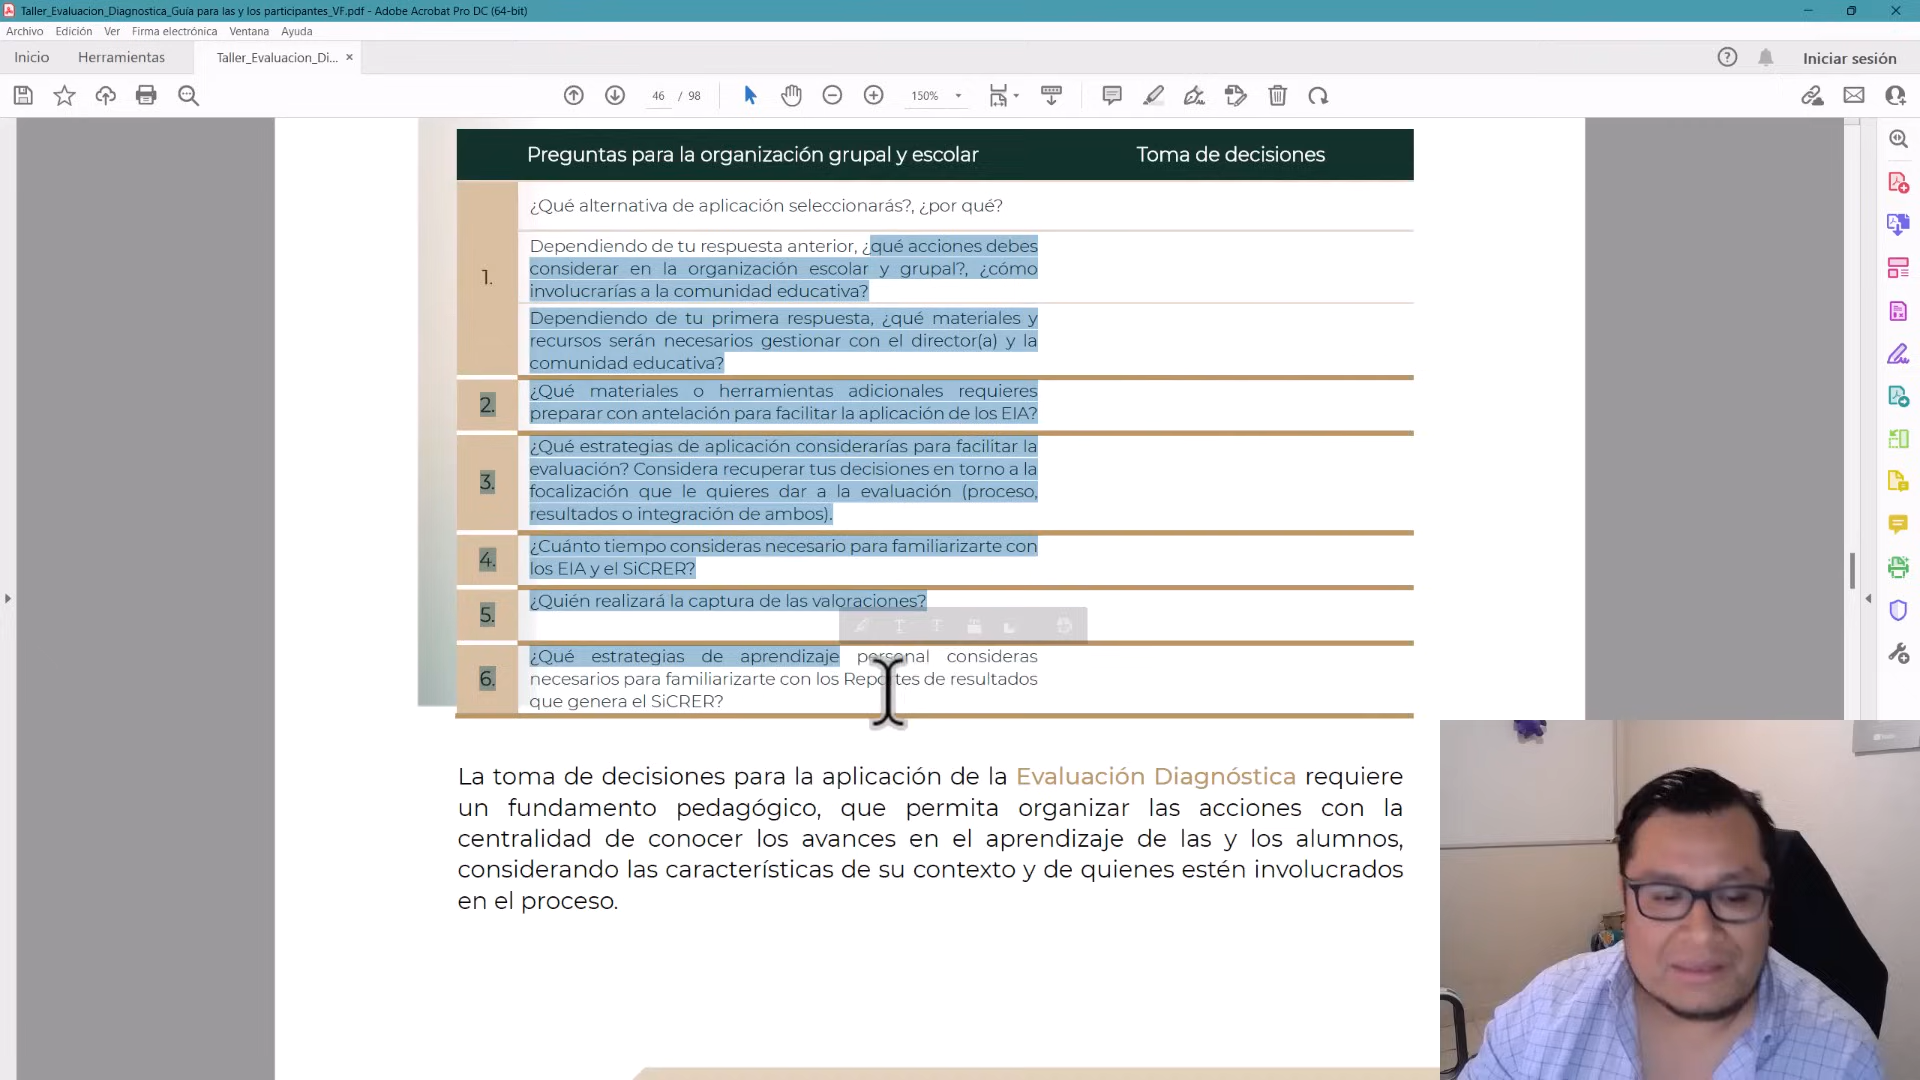 Taller_Evaluacion_Diagnostica_Guía para las y los participantes_VF.pdf - Adobe Acrobat Pro DC (64-bit)
Archivo Edición Ver Firma electrónica Ventana Ayuda
Inicio Herramientas Taller_Evaluacion_Di... × Iniciar sesión
46 / 98 150%
Preguntas para la organización grupal y escolar Toma de decisiones
1.
¿Qué alternativa de aplicación seleccionarás?, ¿por qué?
Dependiendo de tu respuesta anterior, ¿qué acciones debes
considerar en la organización escolar y grupal?, ¿cómo
involucrarías a la comunidad educativa?
Dependiendo de tu primera respuesta, ¿qué materiales y
recursos serán necesarios gestionar con el director(a) y la
comunidad educativa?
2.
¿Qué materiales o herramientas adicionales requieres
preparar con antelación para facilitar la aplicación de los EIA?
3.
¿Qué estrategias de aplicación considerarías para facilitar la
evaluación? Considera recuperar tus decisiones en torno a la
focalización que le quieres dar a la evaluación (proceso,
resultados o integración de ambos).
4.
¿Cuánto tiempo consideras necesario para familiarizarte con
los EIA y el SiCRER?
5.
¿Quién realizará la captura de las valoraciones?
6.
¿Qué estrategias de aprendizaje personal consideras
necesarios para familiarizarte con los Reportes de resultados
que genera el SiCRER?
La toma de decisiones para la aplicación de la Evaluación Diagnóstica requiere
un fundamento pedagógico, que permita organizar las acciones con la
centralidad de conocer los avances en el aprendizaje de las y los alumnos,
considerando las características de su contexto y de quienes estén involucrados
en el proceso.